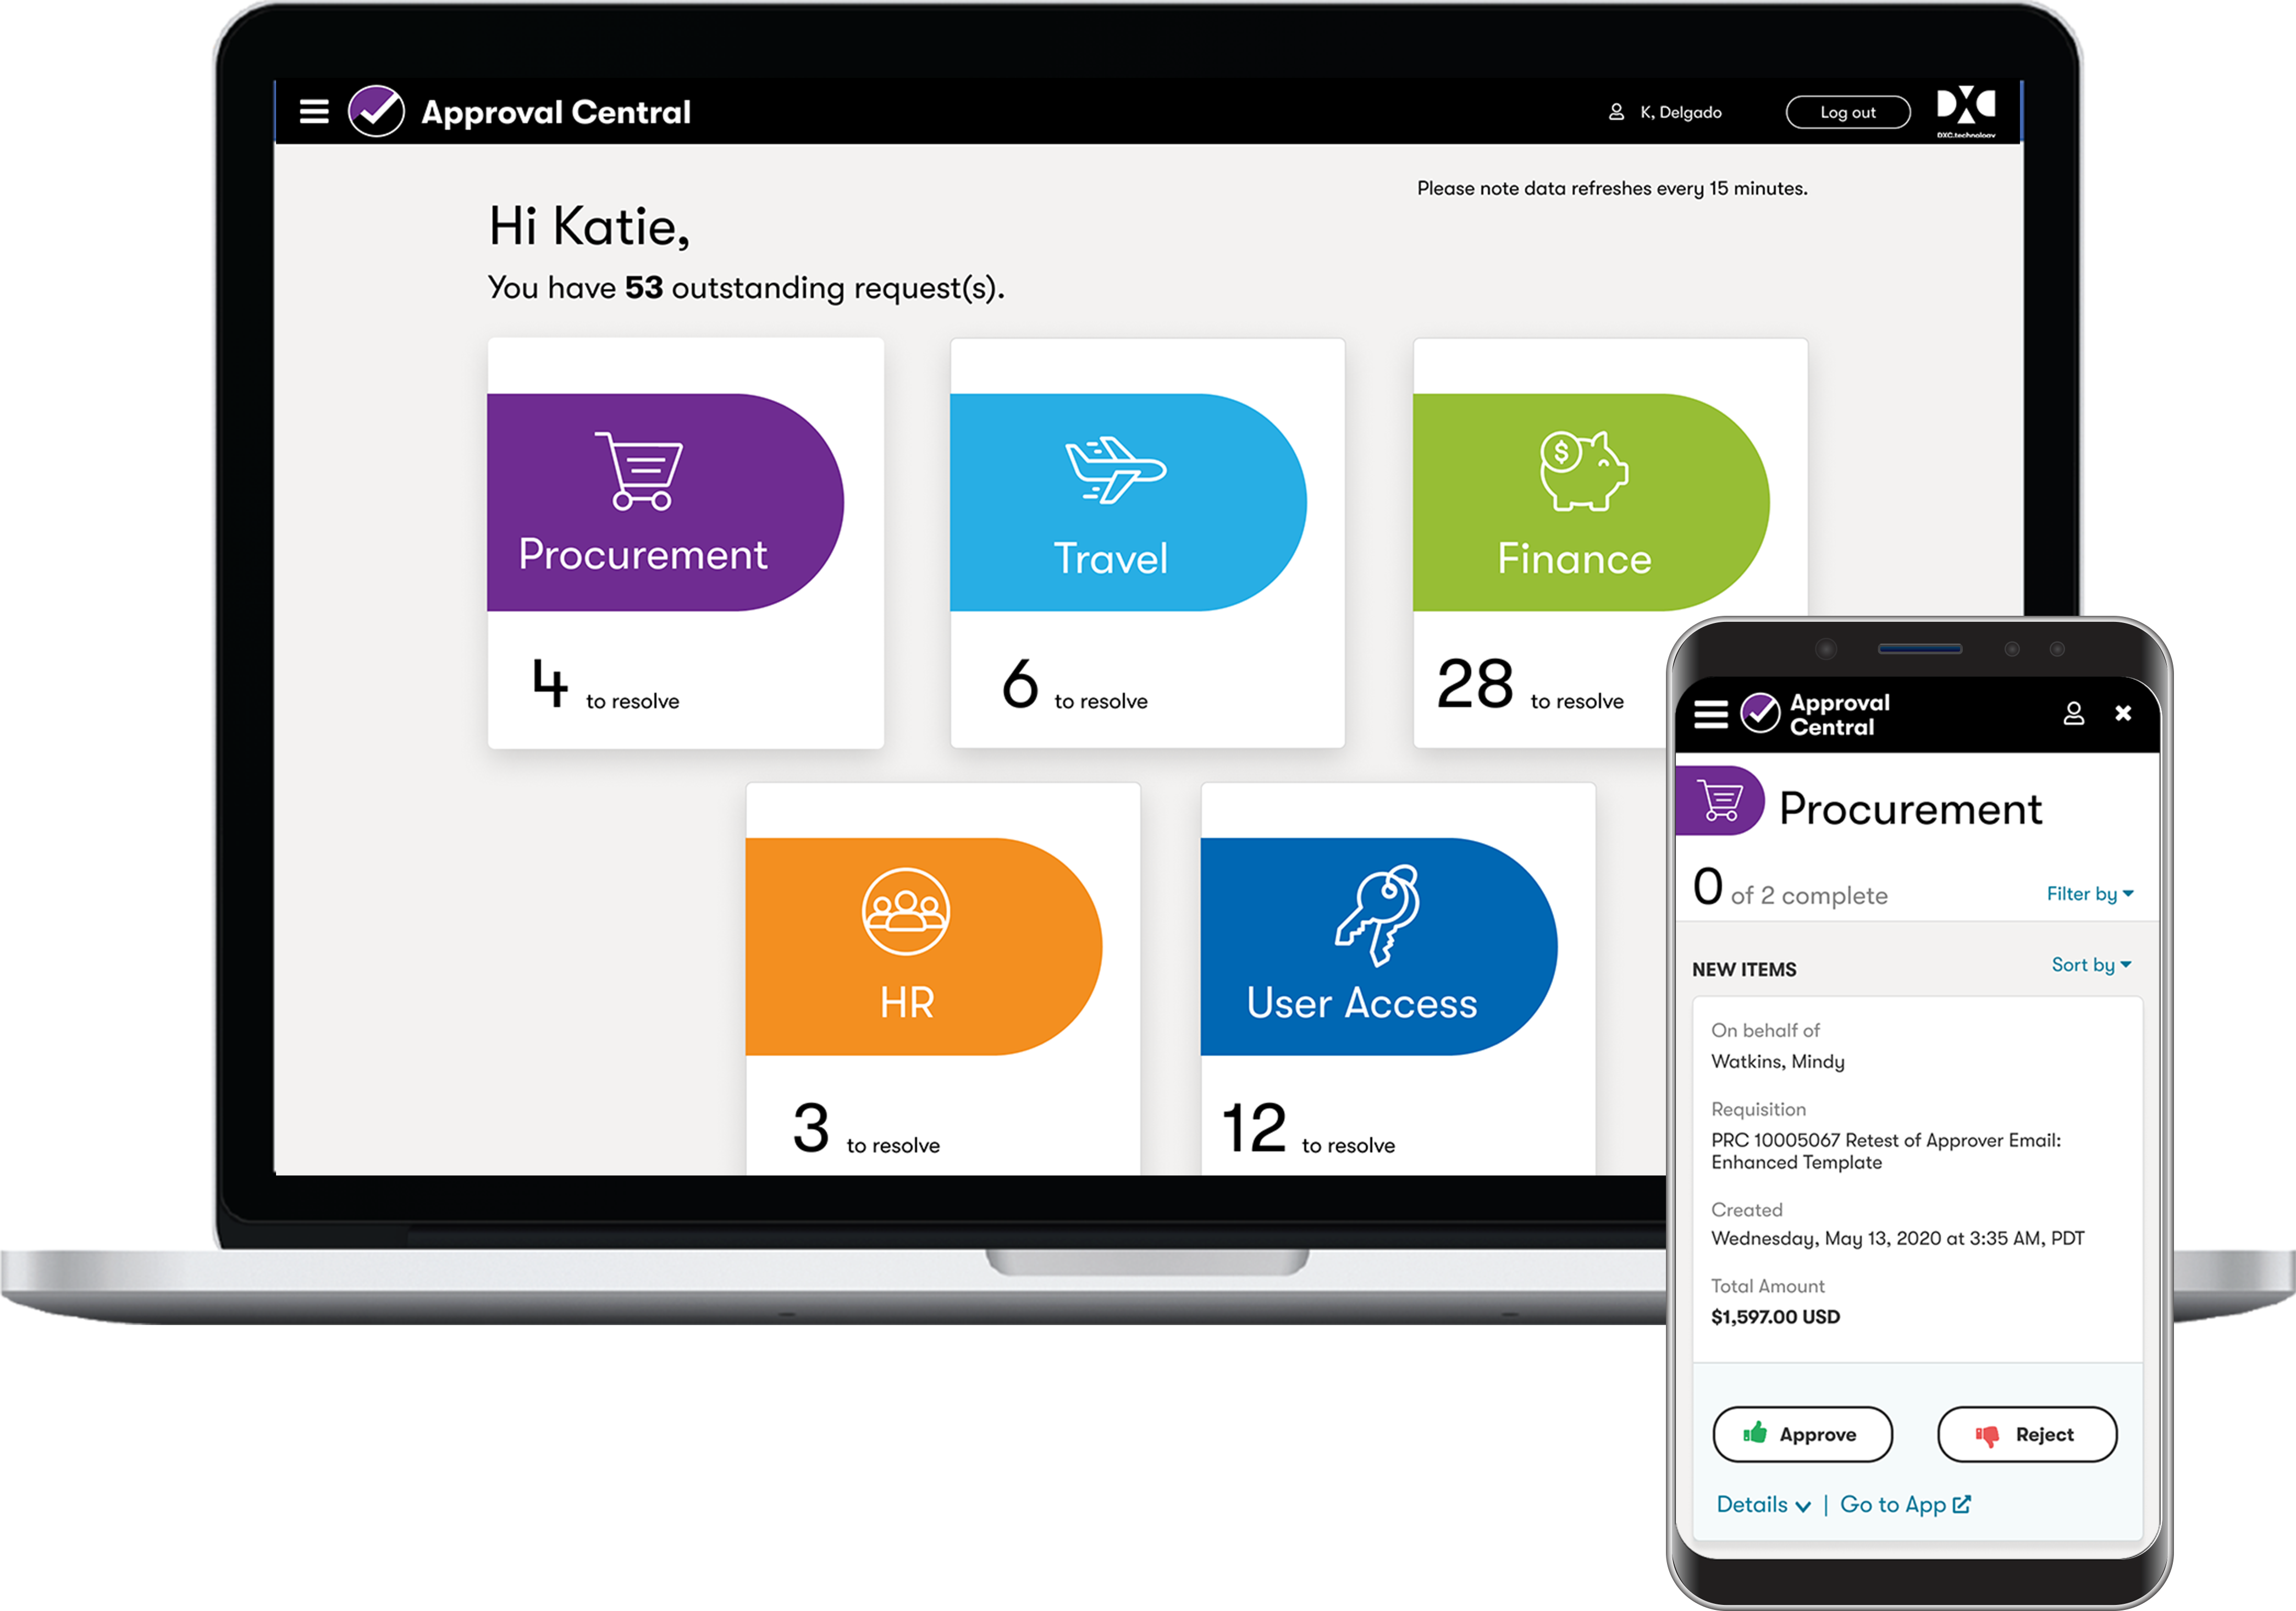 Approval Central
K, Delgado
Log out
DXC.technology
Please note data refreshes every 15 minutes.
Hi Katie,
You have 53 outstanding request(s).
Procurement
4 to resolve
Travel
6 to resolve
$
Finance
28 to resolve
HR
3 to resolve
User Access
12 to resolve
Approval
Central
Procurement
0 of 2 complete
Filter by
NEW ITEMS
Sort by
On behalf of
Watkins, Mindy
Requisition
PRC 10005067 Retest of Approver Email:
Enhanced Template
Created
Wednesday, May 13, 2020 at 3:35 AM, PDT
Total Amount
$1,597.00 USD
Approve
Reject
Details | Go to App